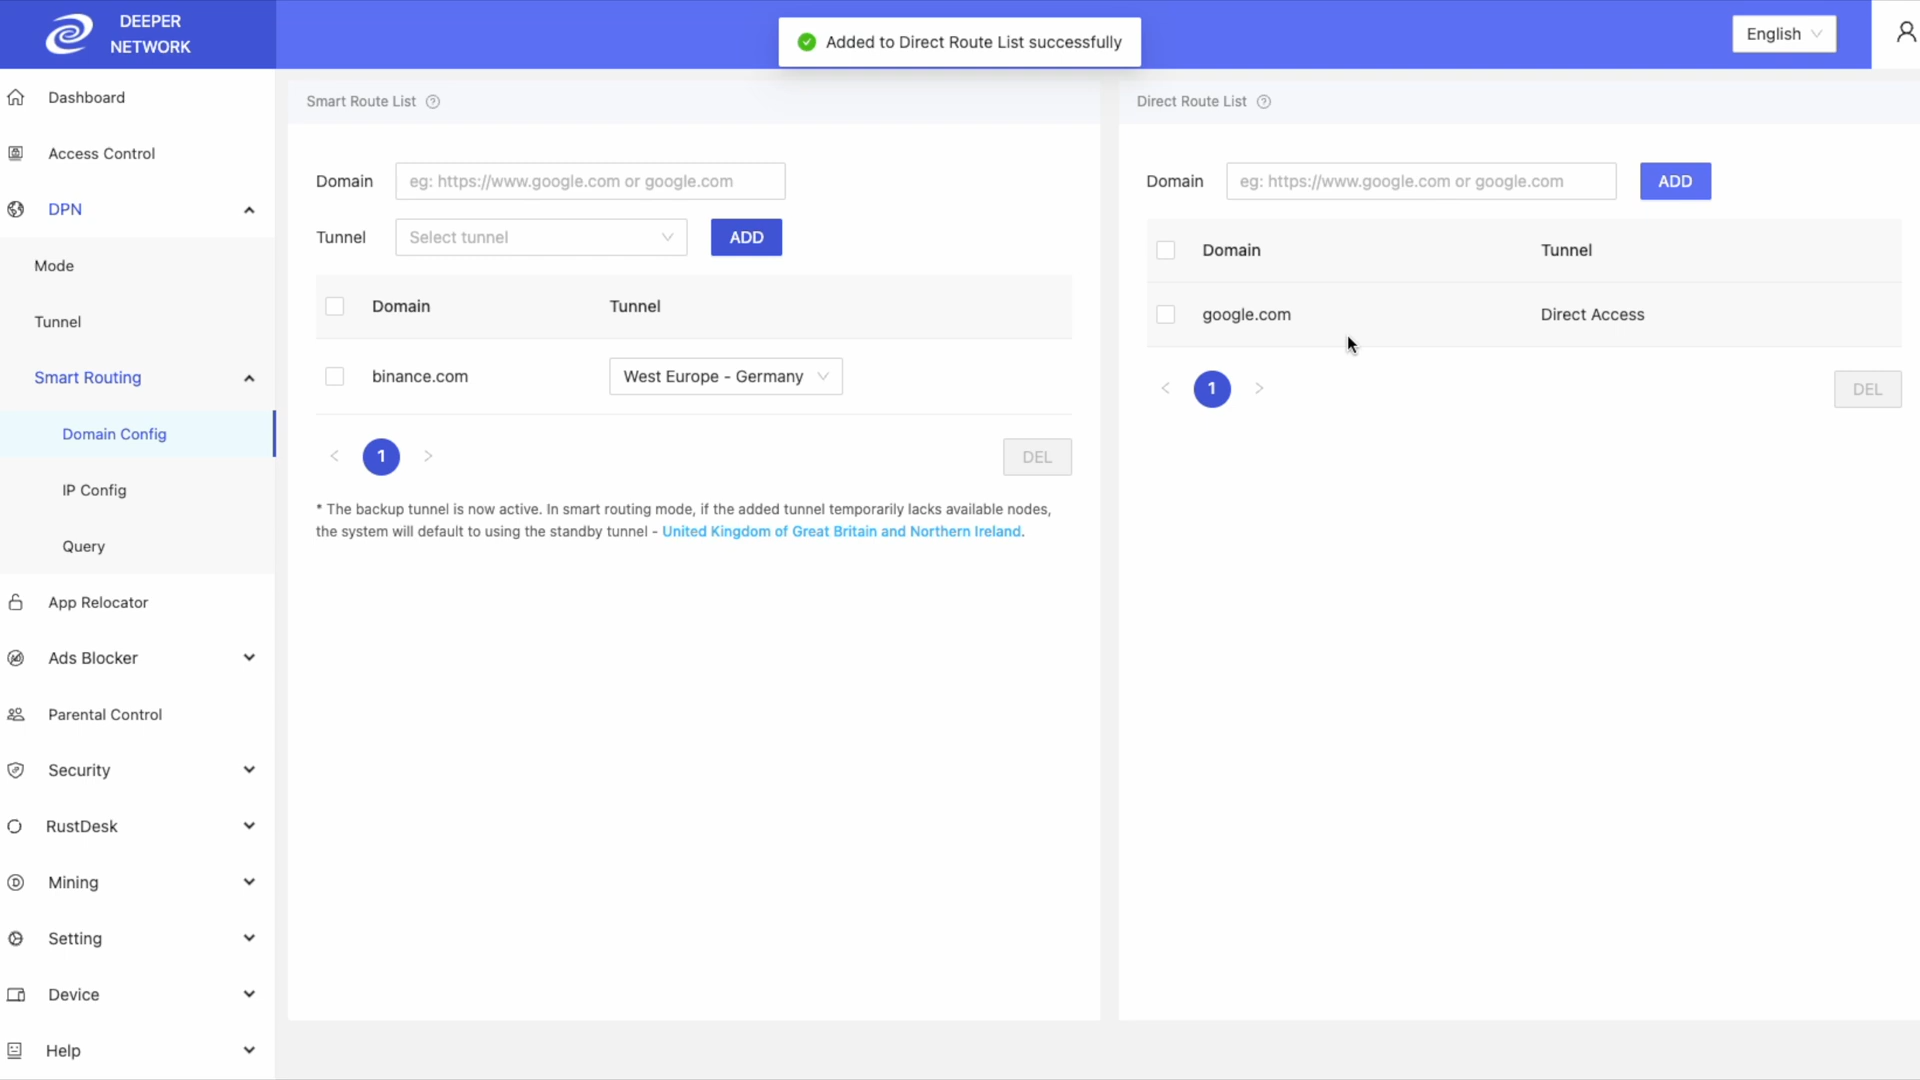 DEEPER
NETWORK
Added to Direct Route List successfully
English
Dashboard
Access Control
DPN
Mode
Tunnel
Smart Routing
Domain Config
IP Config
Query
App Relocator
Ads Blocker
Parental Control
Security
RustDesk
Mining
Setting
Device
Help
Smart Route List
Domain eg: https://www.google.com or google.com
Tunnel Select tunnel ADD
Domain Tunnel
binance.com West Europe - Germany
1 DEL
* The backup tunnel is now active. In smart routing mode, if the added tunnel temporarily lacks available nodes,
the system will default to using the standby tunnel - United Kingdom of Great Britain and Northern Ireland.
Direct Route List
Domain eg: https://www.google.com or google.com ADD
Domain Tunnel
google.com Direct Access
1 DEL